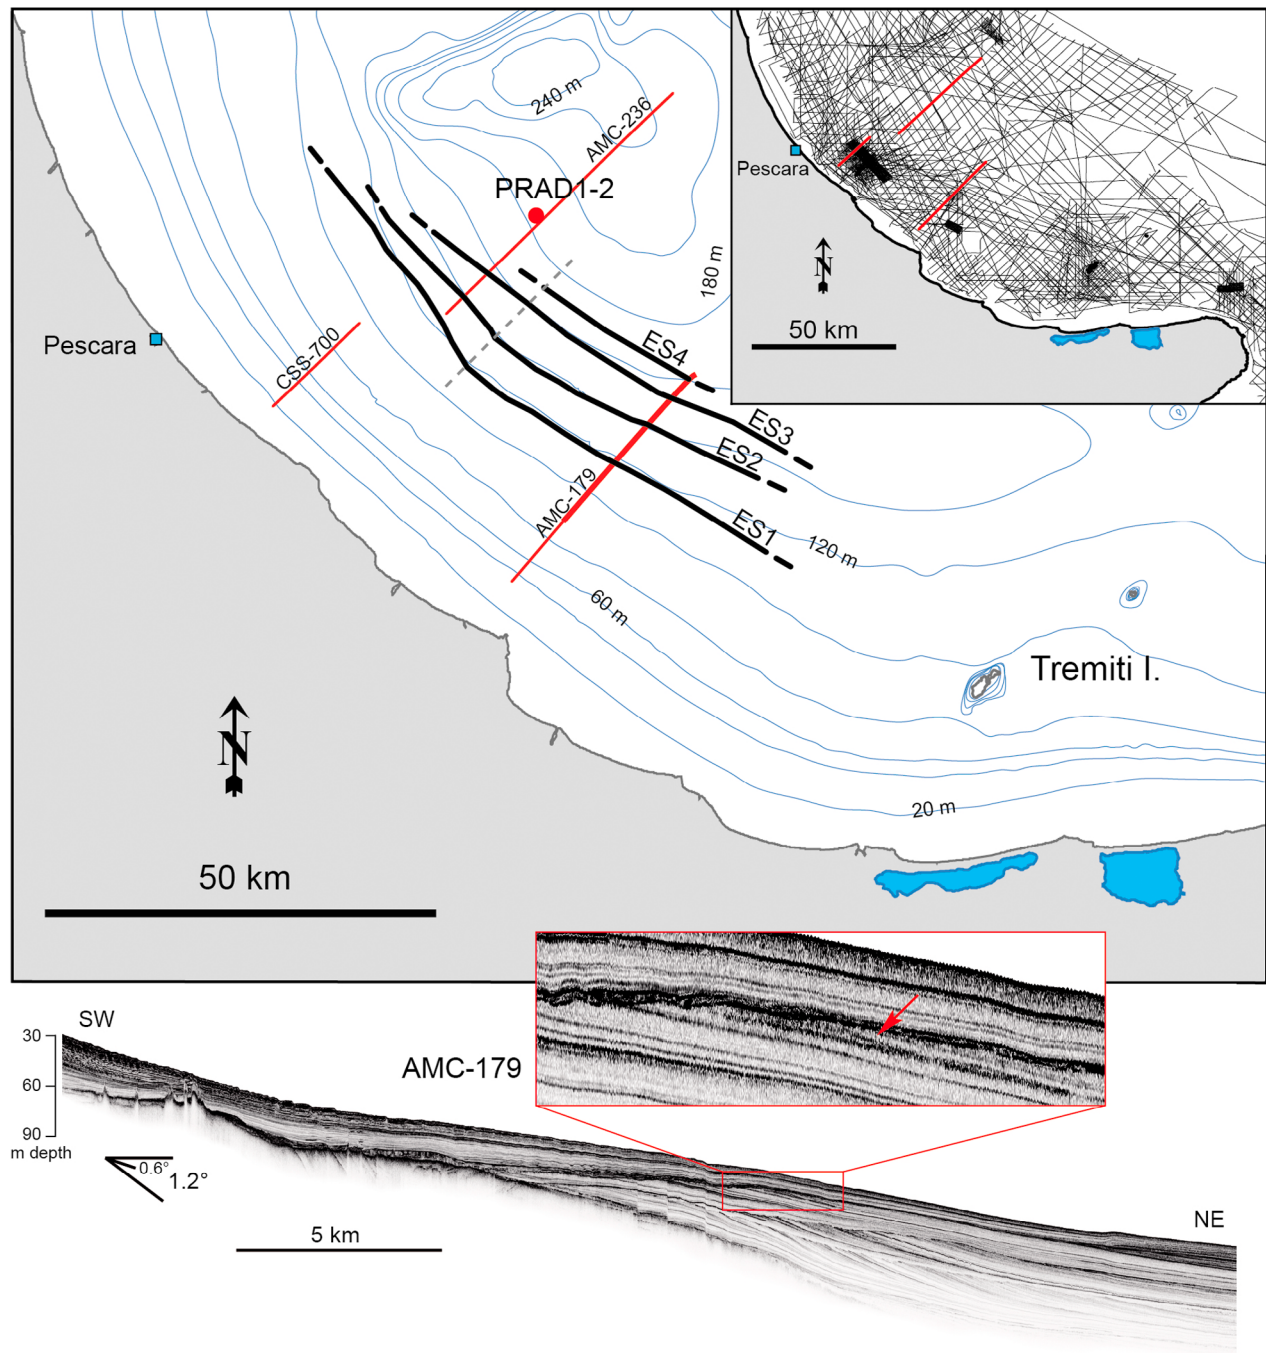 240 m
AMC-236
PRAD1-2
180 m
Pescara
CSS-700
ES4
ES3
ES2
ES1
AMC-179
120 m
60 m
Tremiti I.
20 m
N
50 km
Pescara
N
50 km
SW
30
60
90
m depth
0.6°
1.2°
AMC-179
5 km
NE